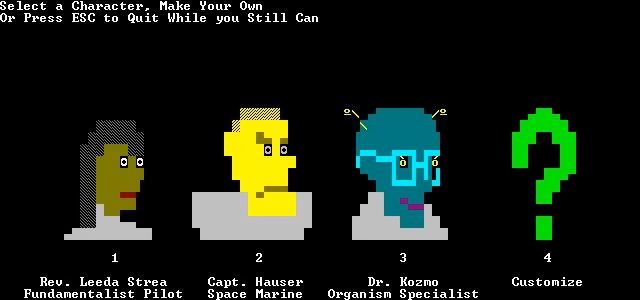 Select a Character, Make Your Own
Or Press ESC to Quit While you Still Can
1 2 3 4
Rev. Leeda Strea Capt. Hauser Dr. Kozmo Customize
Fundamentalist Pilot Space Marine Organism Specialist